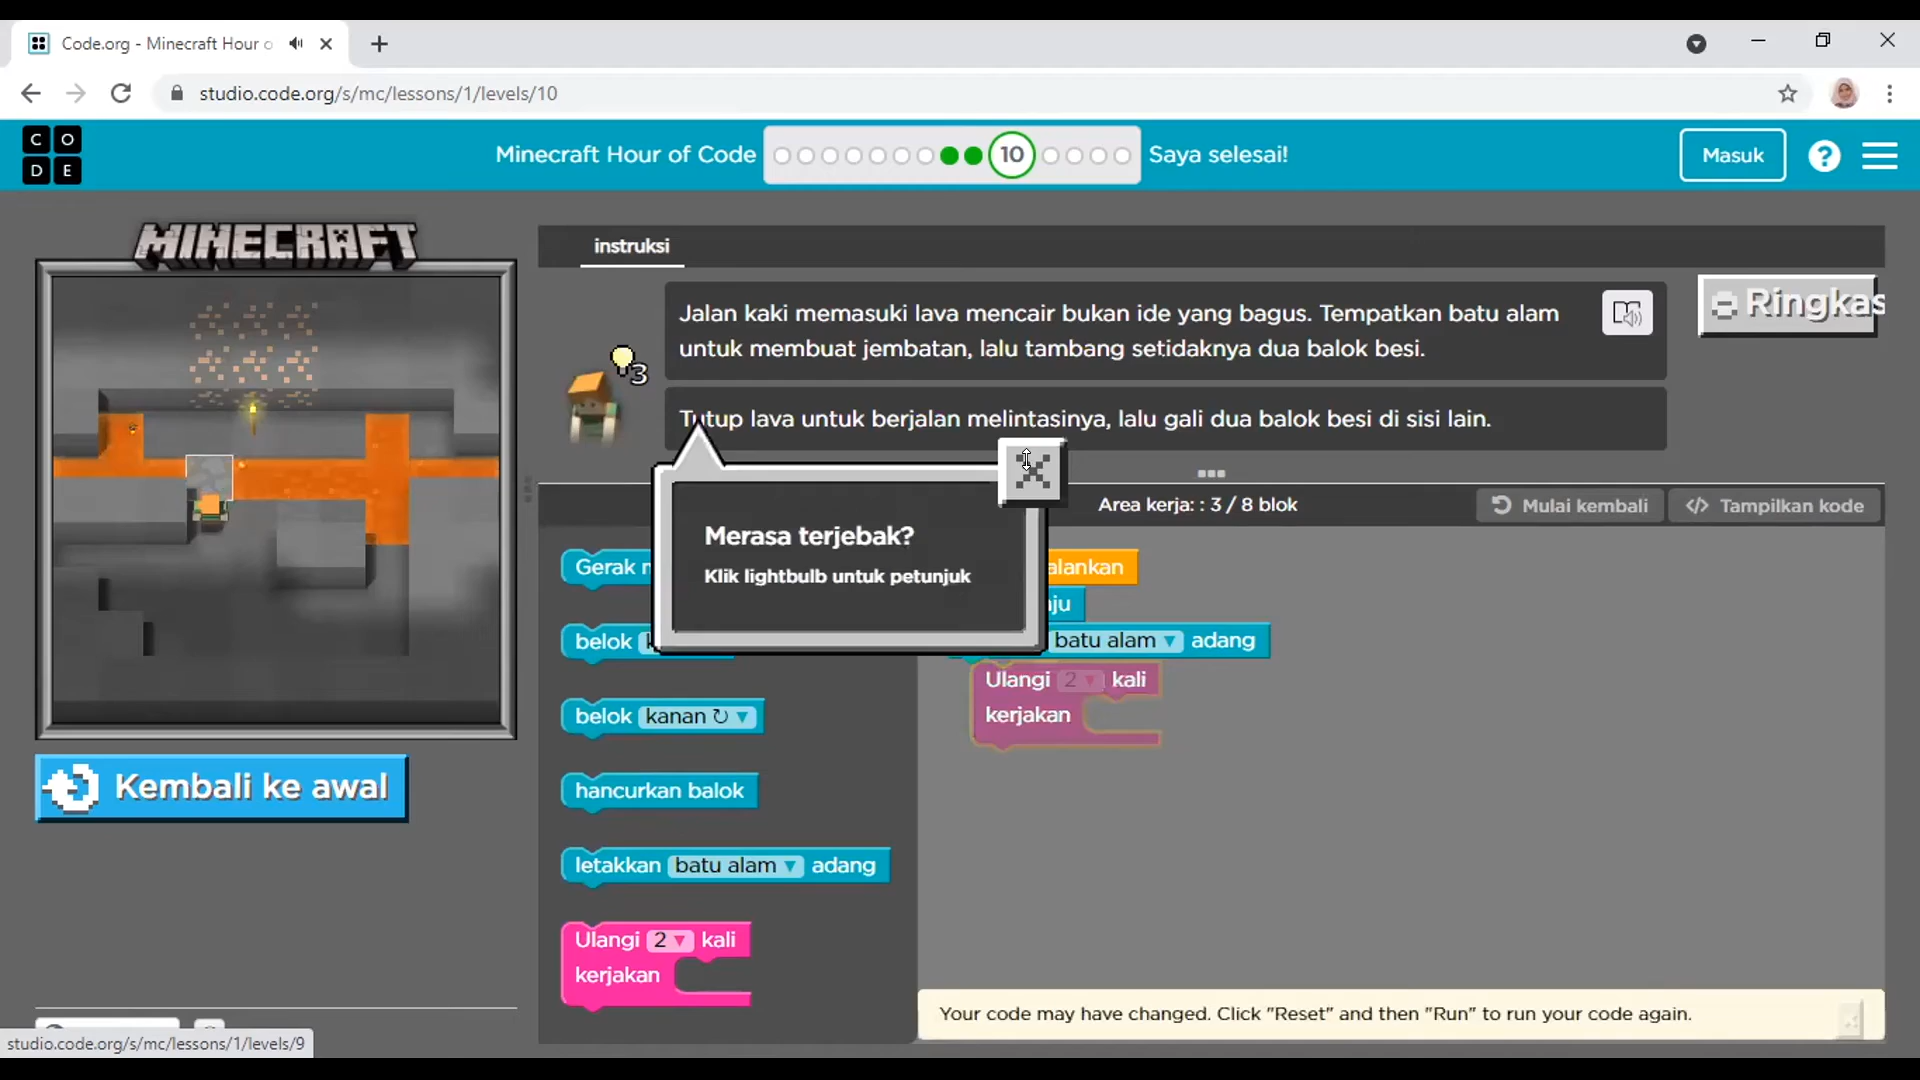 Code.org - Minecraft Hour o
studio.code.org/s/mc/lessons/1/levels/10
C O
D E
Minecraft Hour of Code
10
Saya selesai!
Masuk
?
MINECRAFT
instruksi
Jalan kaki memasuki lava mencair bukan ide yang bagus. Tempatkan batu alam
untuk membuat jembatan, lalu tambang setidaknya dua balok besi.
Ringkas
3
Tutup lava untuk berjalan melintasinya, lalu gali dua balok besi di sisi lain.
Area kerja: : 3 / 8 blok
Mulai kembali
Tampilkan kode
Merasa terjebak?
Klik lightbulb untuk petunjuk
Gerak
alankan
ju
belok
batu alam adang
Ulangi 2 kali
kerjakan
belok kanan
hancurkan balok
letakkan batu alam adang
Ulangi 2 kali
kerjakan
Kembali ke awal
Your code may have changed. Click "Reset" and then "Run" to run your code again.
studio.code.org/s/mc/lessons/1/levels/9